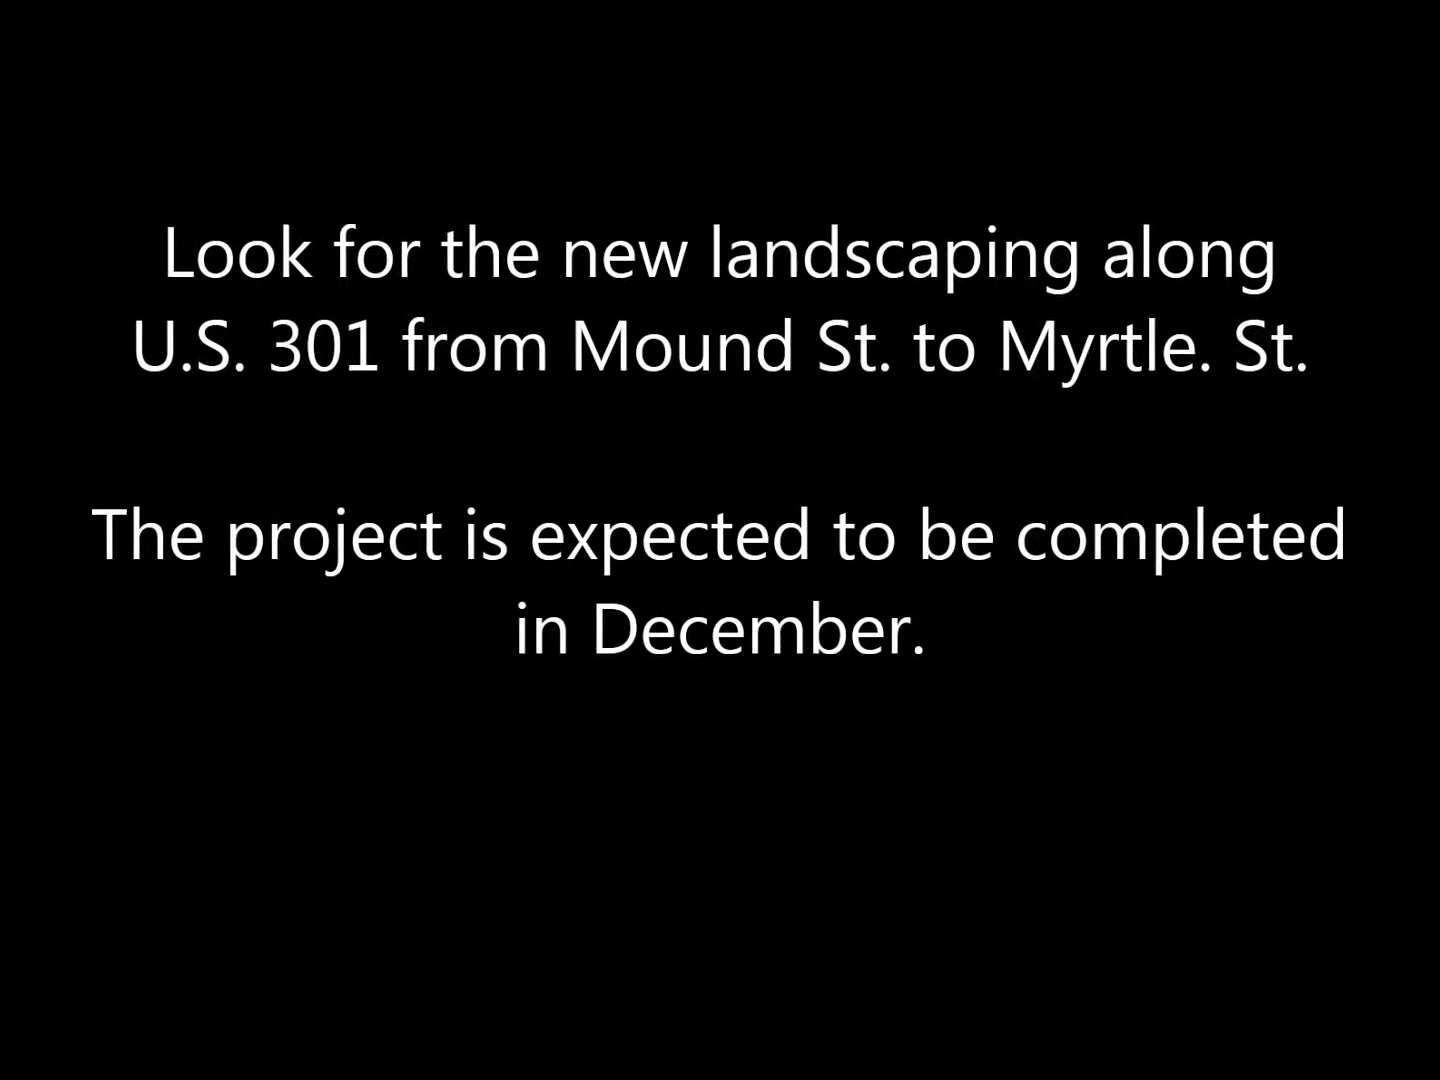 Look for the new landscaping along
U.S. 301 from Mound St. to Myrtle. St.
The project is expected to be completed
in December.